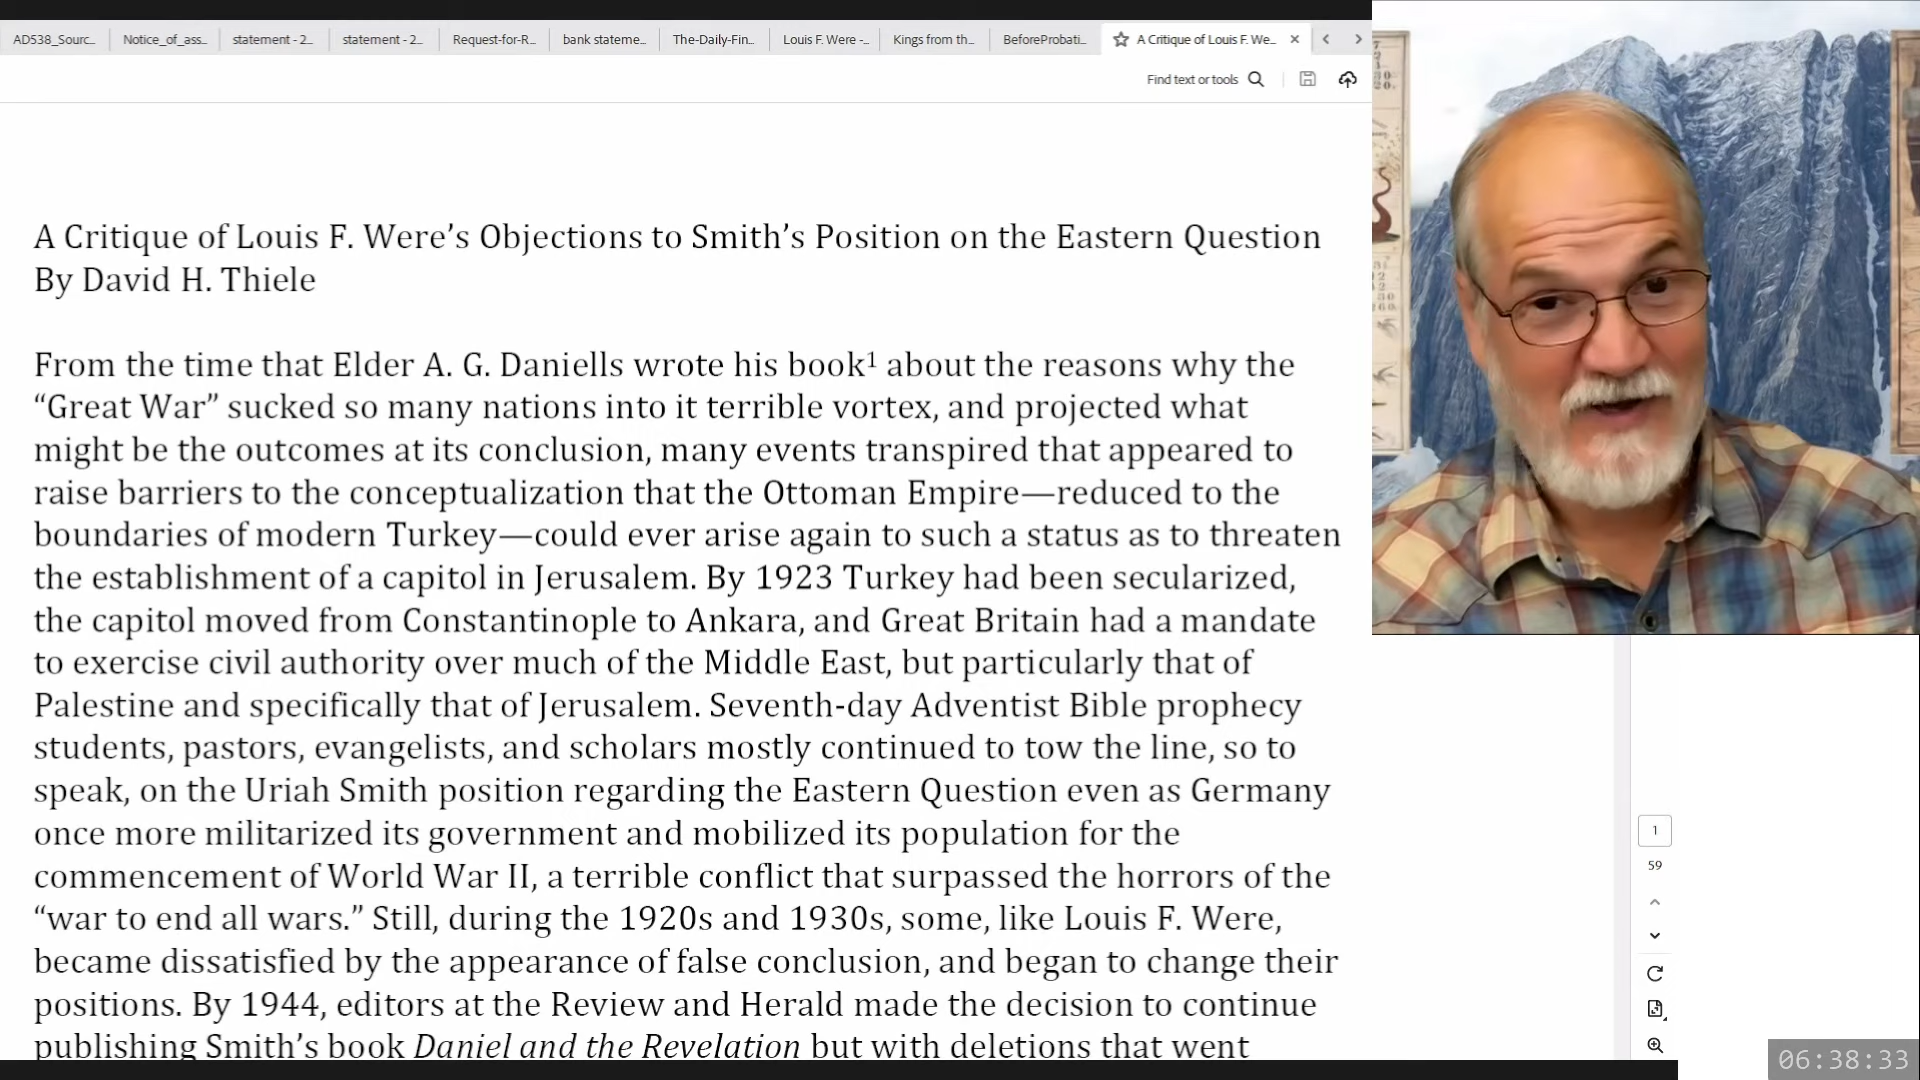 AD538_Sourc...
Notice_of_ass...
statement - 2...
statement - 2...
Request-for-R...
bank stateme...
The-Daily-Fin...
Louis F. Were -...
Kings from th...
BeforeProbati...
A Critique of Louis F. We...
Find text or tools
A Critique of Louis F. Were’s Objections to Smith’s Position on the Eastern Question
By David H. Thiele
From the time that Elder A. G. Daniells wrote his book¹ about the reasons why the
“Great War” sucked so many nations into it terrible vortex, and projected what
might be the outcomes at its conclusion, many events transpired that appeared to
raise barriers to the conceptualization that the Ottoman Empire—reduced to the
boundaries of modern Turkey—could ever arise again to such a status as to threaten
the establishment of a capitol in Jerusalem. By 1923 Turkey had been secularized,
the capitol moved from Constantinople to Ankara, and Great Britain had a mandate
to exercise civil authority over much of the Middle East, but particularly that of
Palestine and specifically that of Jerusalem. Seventh-day Adventist Bible prophecy
students, pastors, evangelists, and scholars mostly continued to tow the line, so to
speak, on the Uriah Smith position regarding the Eastern Question even as Germany
once more militarized its government and mobilized its population for the
commencement of World War II, a terrible conflict that surpassed the horrors of the
“war to end all wars.” Still, during the 1920s and 1930s, some, like Louis F. Were,
became dissatisfied by the appearance of false conclusion, and began to change their
positions. By 1944, editors at the Review and Herald made the decision to continue
publishing Smith’s book Daniel and the Revelation but with deletions that went
1
59
06:38:33